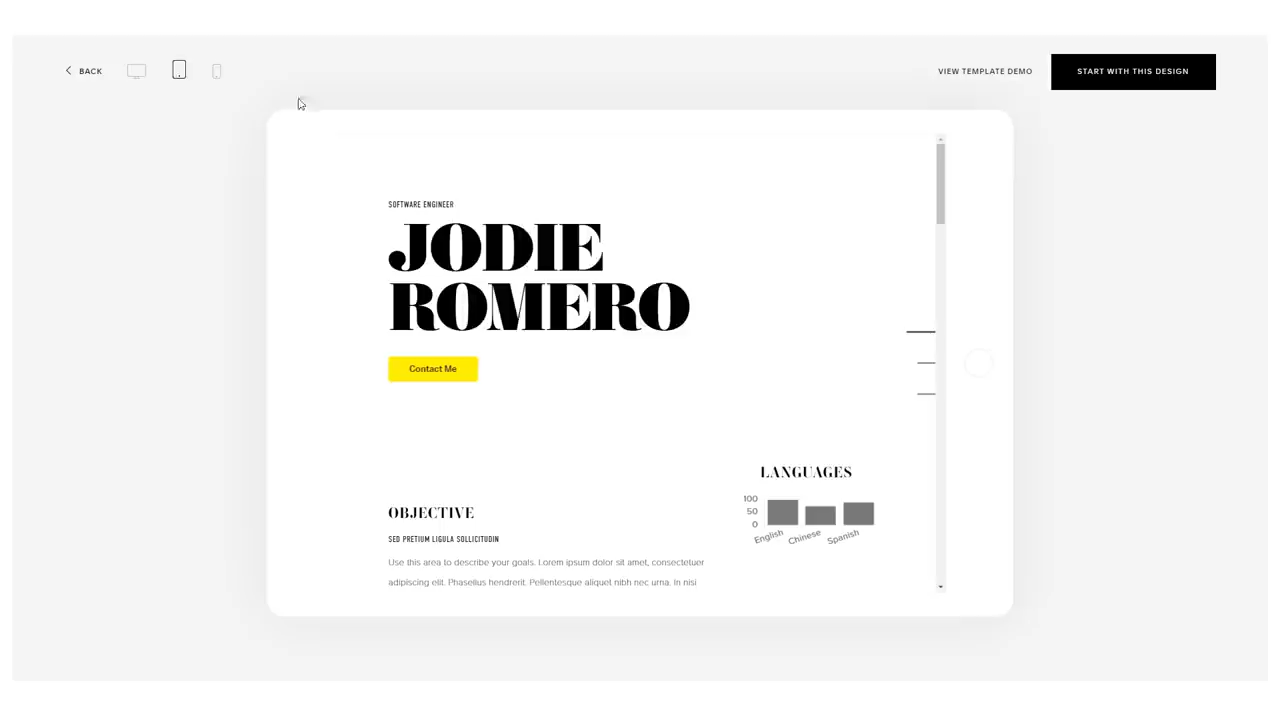 BACK
VIEW TEMPLATE DEMO
START WITH THIS DESIGN
SOFTWARE ENGINEER
JODIE
ROMERO
Contact Me
LANGUAGES
100
50
0
English
Chinese
Spanish
OBJECTIVE
SED PRETIUM LIGULA SOLLICITUDIN
Use this area to describe your goals. Lorem ipsum dolor sit amet, consectetuer
adipiscing elit. Phasellus hendrerit. Pellentesque aliquet nibh nec urna. In nisi